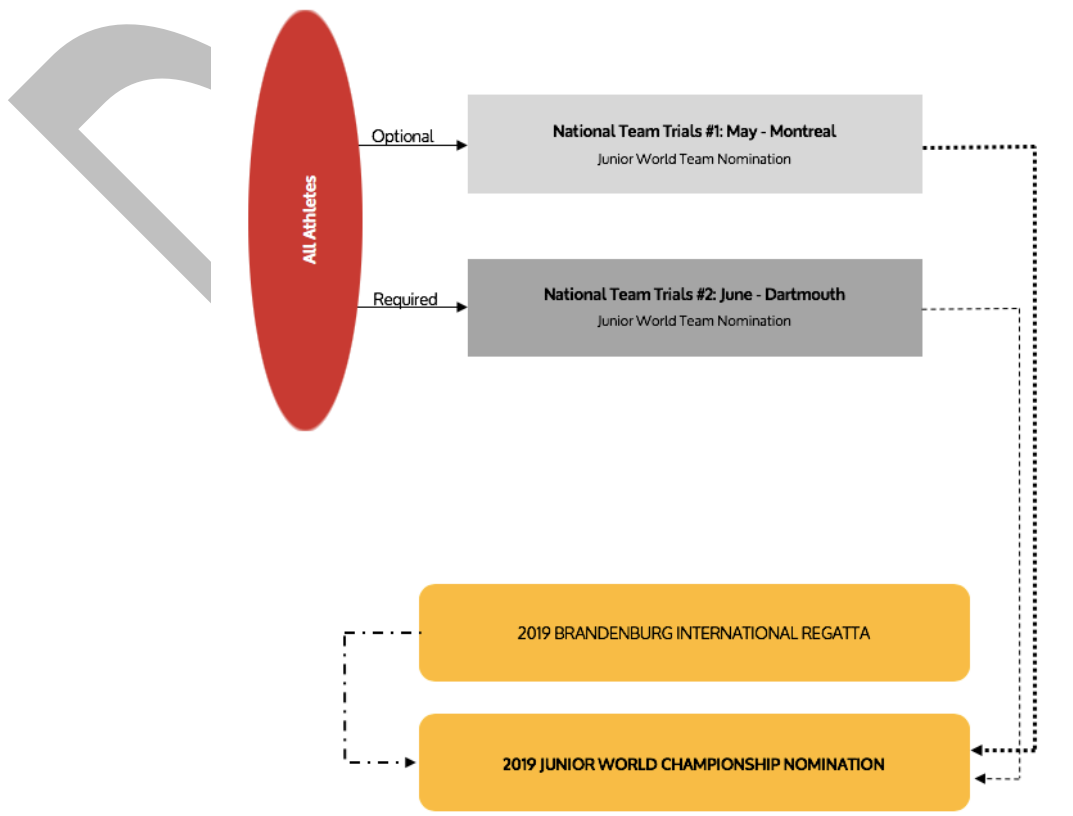 Optional
National Team Trials #1: May - Montreal
Junior World Team Nomination
All Athletes
Required
National Team Trials #2: June - Dartmouth
Junior World Team Nomination
2019 BRANDENBURG INTERNATIONAL REGATTA
2019 JUNIOR WORLD CHAMPIONSHIP NOMINATION